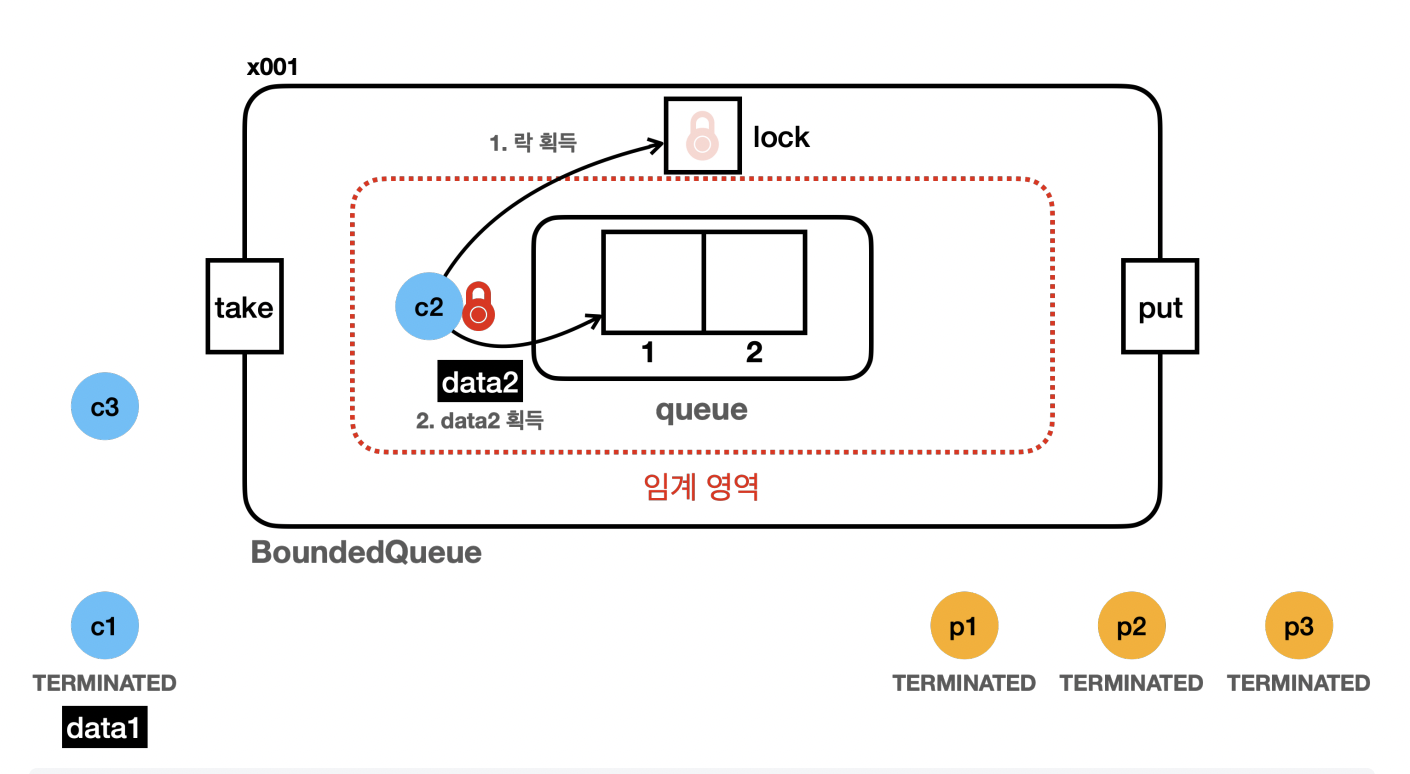 x001
1. 락 획득
lock
take
c2
put
1
2
data2
2. data2 획득
queue
c3
임계 영역
BoundedQueue
c1
p1
p2
p3
TERMINATED
TERMINATED
TERMINATED
TERMINATED
data1